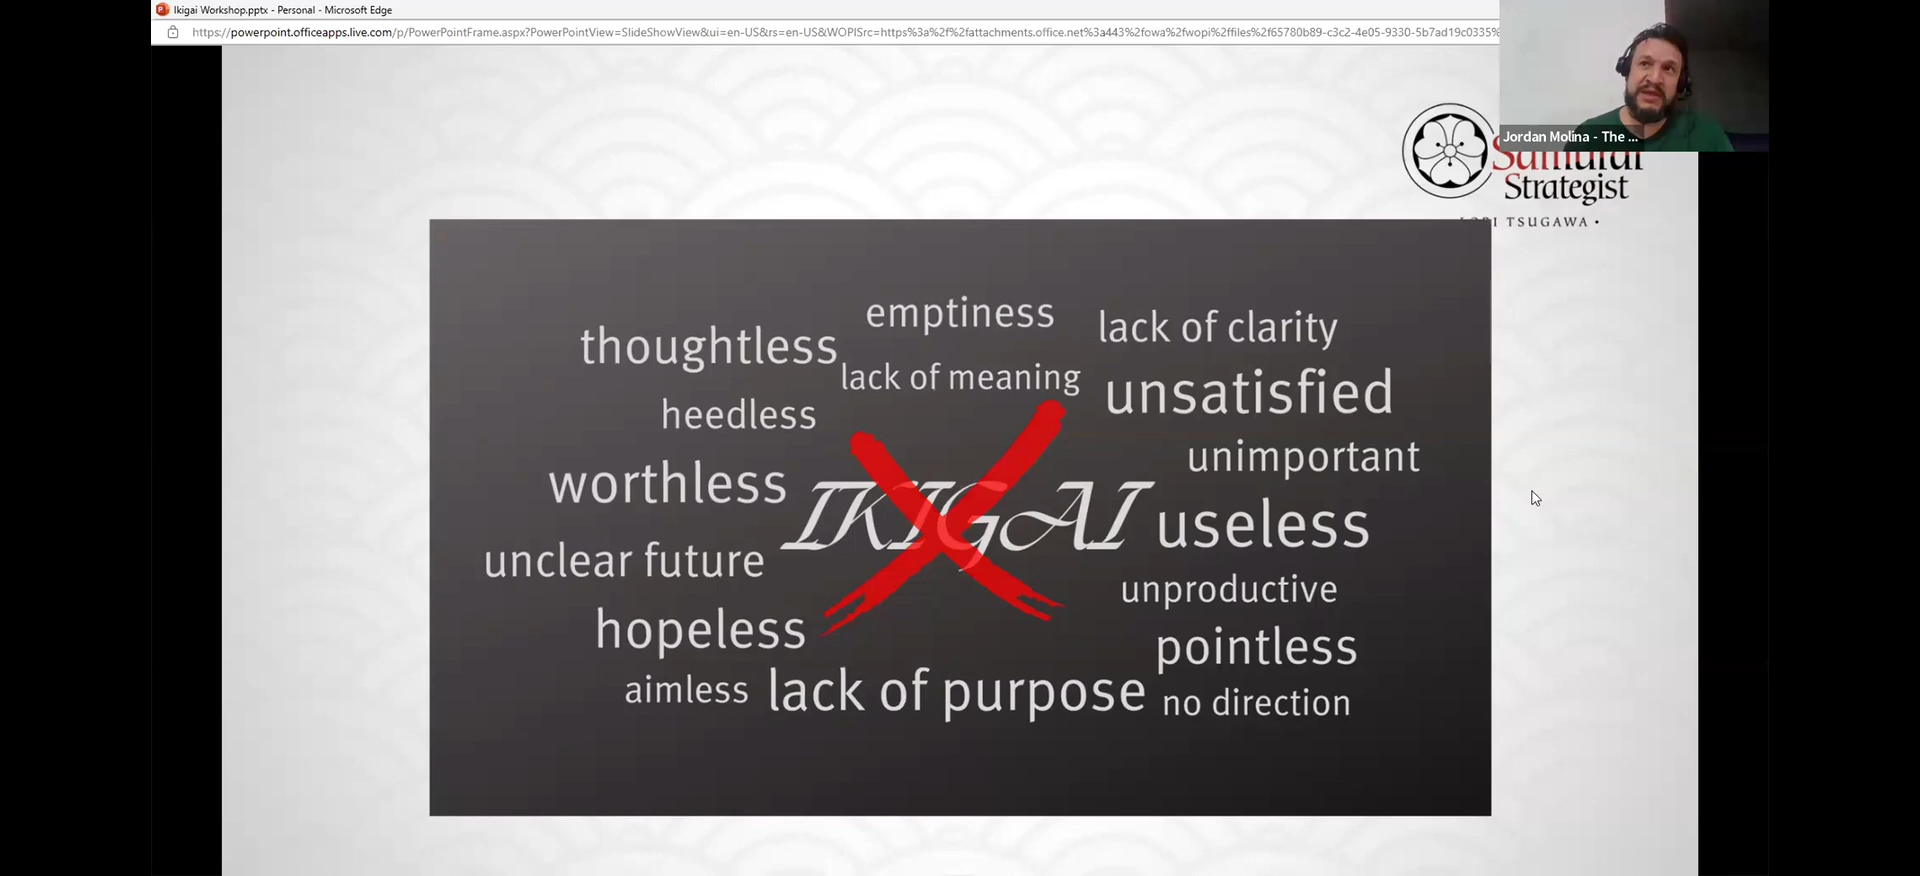 Ikigai Workshop.pptx - Personal - Microsoft Edge
https://powerpoint.officeapps.live.com/p/PowerPointFrame.aspx?PowerPointView=SlideShowView&ui=en-US&rs=en-US&WOPISrc=https%3a%2f%2fattachments.office.net%3a443%2fowa%2fwopi%2ffiles%2f65780b89-c3c2-4e05-9330-5b7ad19c0335%
Jordan Molina - The ...
Samurai
Strategist
TSUGAWA •
emptiness
lack of clarity
thoughtless
lack of meaning
unsatisfied
heedless
unimportant
worthless
IKIGAI
useless
unclear future
unproductive
hopeless
pointless
aimless
lack of purpose
no direction